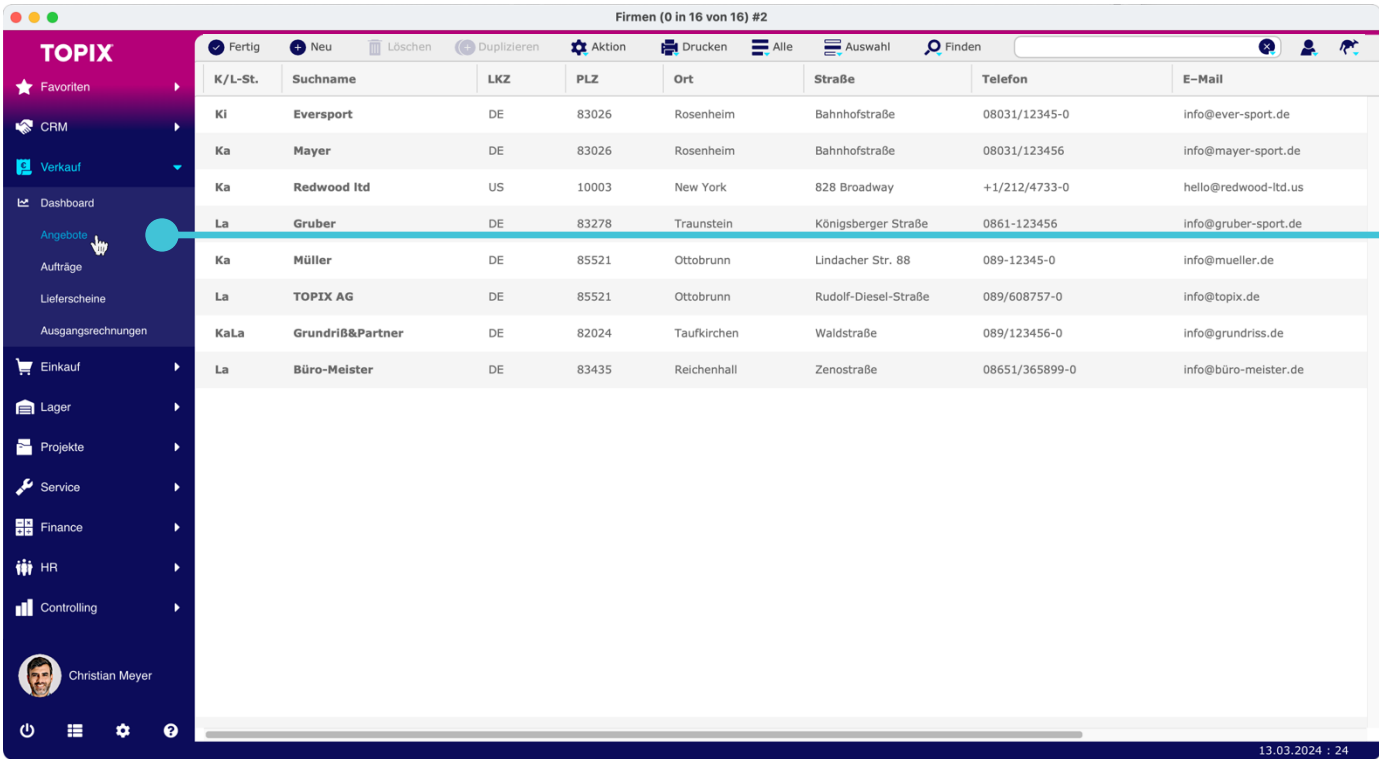 Firmen (0 in 16 von 16) #2
TOPIX
Fertig Neu Löschen Duplizieren Aktion Drucken Alle Auswahl Finden
Favoriten
CRM
Verkauf
Dashboard
Angebote
Aufträge
Lieferscheine
Ausgangsrechnungen
Einkauf
Lager
Projekte
Service
Finance
HR
Controlling
Christian Meyer
K/L-St. Suchname LKZ PLZ Ort Straße Telefon E-Mail
Ki Eversport DE 83026 Rosenheim Bahnhofstraße 08031/12345-0 info@ever-sport.de
Ka Mayer DE 83026 Rosenheim Bahnhofstraße 08031/123456 info@mayer-sport.de
Ka Redwood ltd US 10003 New York 828 Broadway +1/212/4733-0 hello@redwood-ltd.us
La Gruber DE 83278 Traunstein Königsberger Straße 0861-123456 info@gruber-sport.de
Ka Müller DE 85521 Ottobrunn Lindacher Str. 88 089-12345-0 info@mueller.de
La TOPIX AG DE 85521 Ottobrunn Rudolf-Diesel-Straße 089/608757-0 info@topix.de
KaLa Grundriß&Partner DE 82024 Taufkirchen Waldstraße 089/123456-0 info@grundriss.de
La Büro-Meister DE 83435 Reichenhall Zenostraße 08651/365899-0 info@büro-meister.de
13.03.2024 : 24